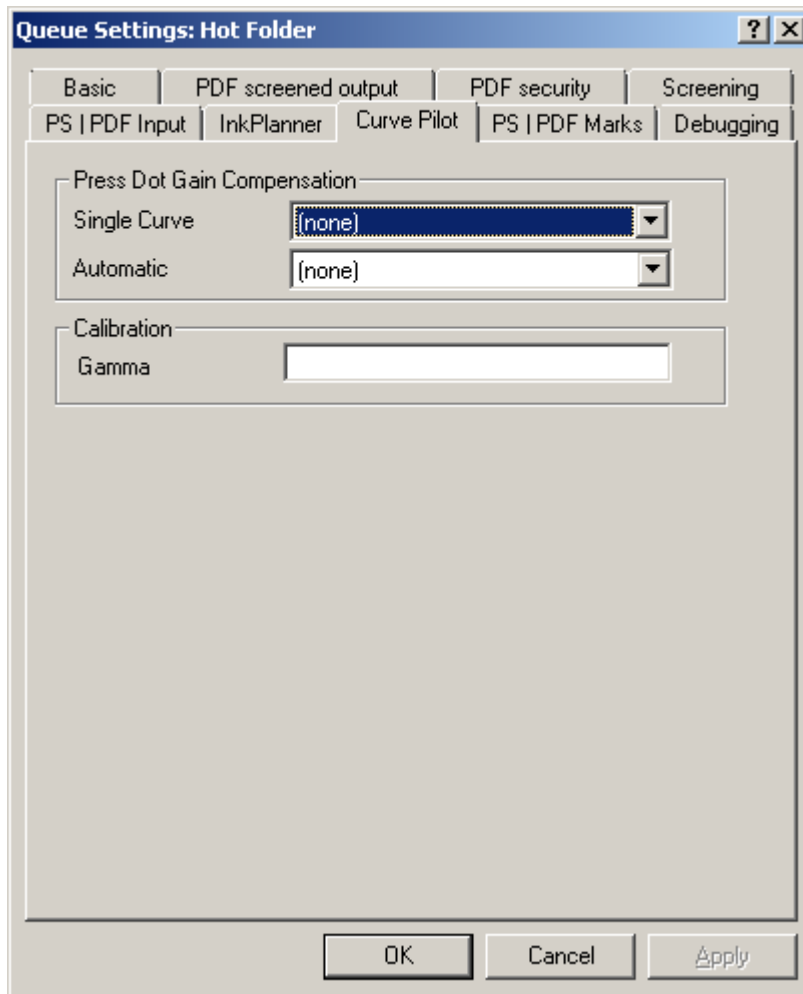 Queue Settings: Hot Folder
Basic PDF screened output PDF security Screening
PS | PDF Input InkPlanner Curve Pilot PS | PDF Marks Debugging
Press Dot Gain Compensation
Single Curve (none)
Automatic (none)
Calibration
Gamma
OK Cancel Apply